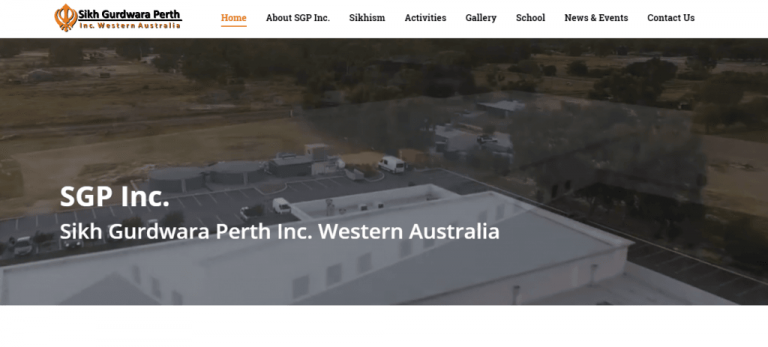 Sikh Gurdwara Perth
Inc. Western Australia
Home
About SGP Inc.
Sikhism
Activities
Gallery
School
News & Events
Contact Us
SGP Inc.
Sikh Gurdwara Perth Inc. Western Australia